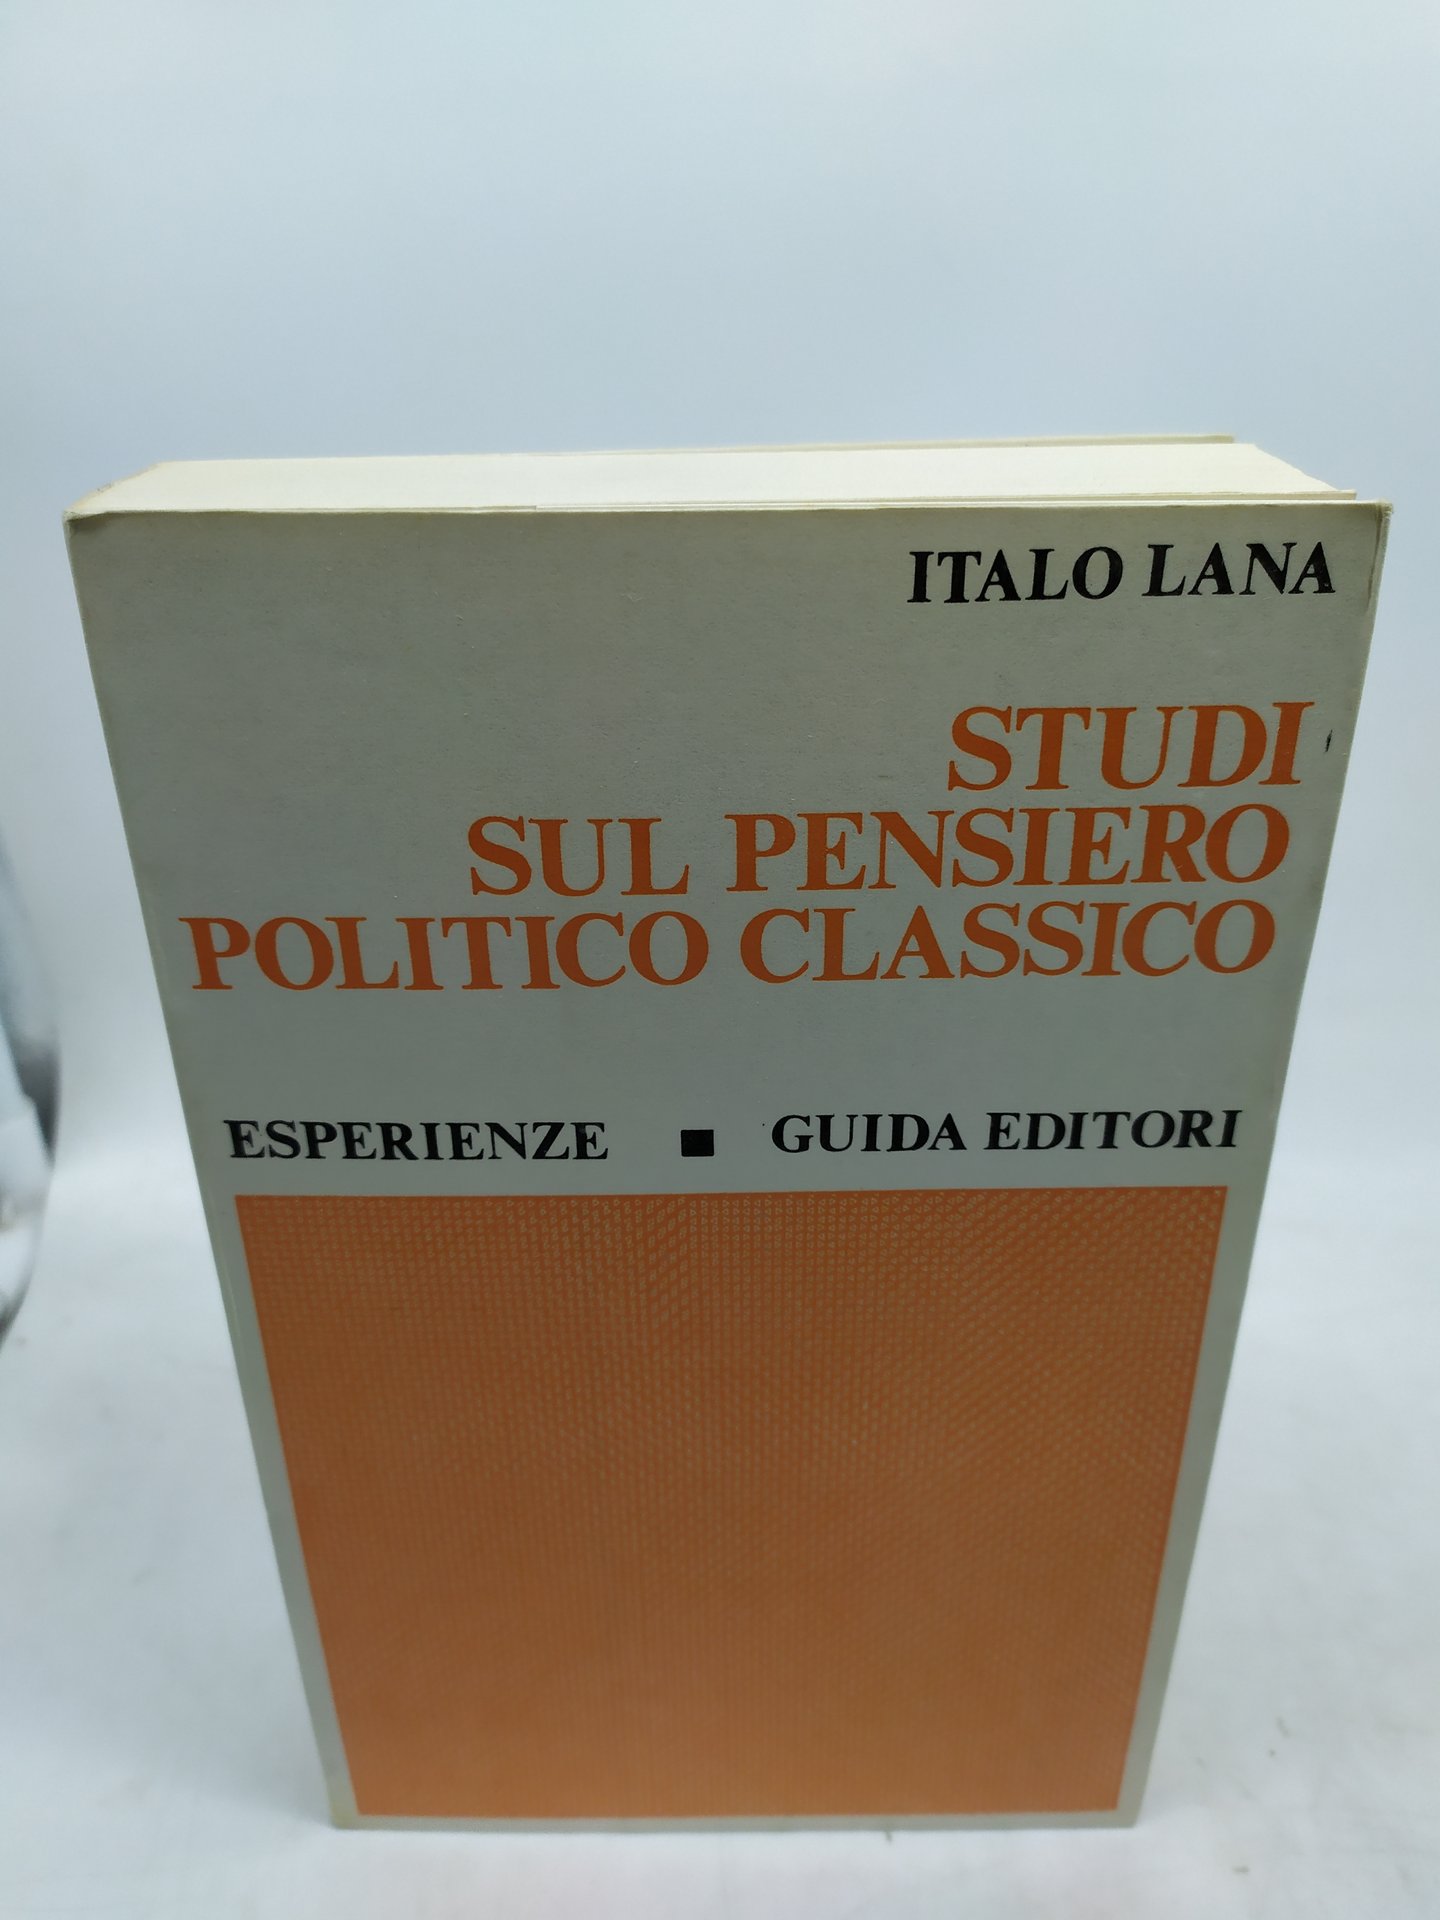 ITALO LANA
STUDI
SUL PENSIERO
POLITICO CLASSICO
ESPERIENZE ■ GUIDA EDITORI